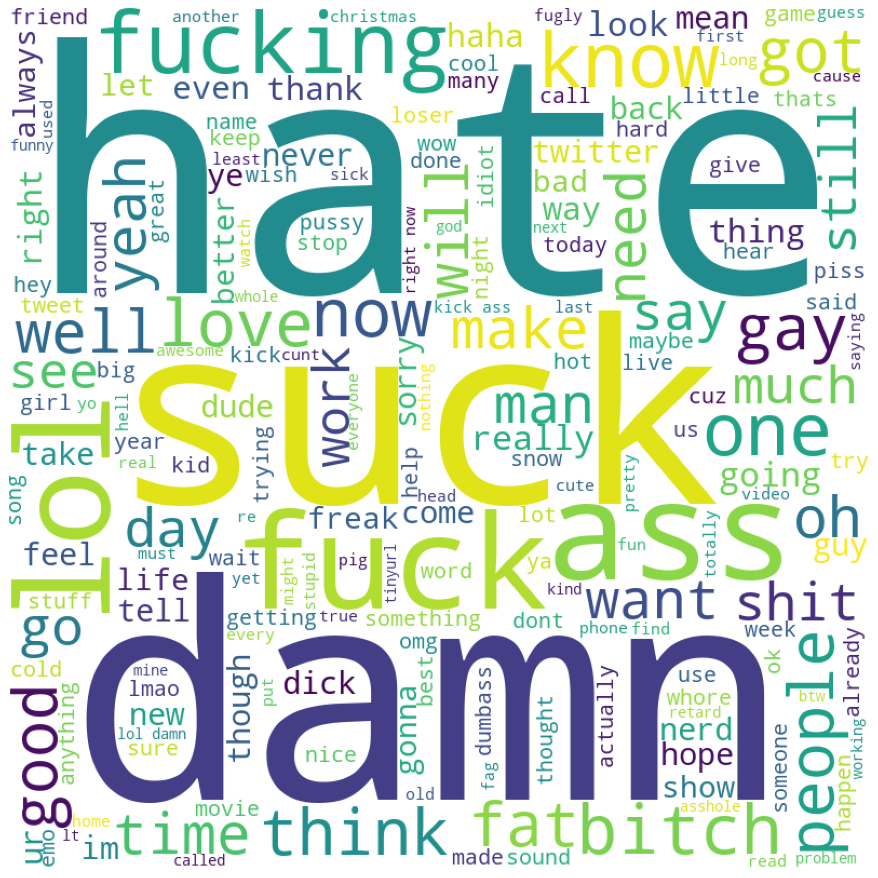 friend
another
christmas
fugly
look
mean
game
guess
fucking
haha
know
first
got
always
let
even
thank
cool
many
long
cause
hate
call
back
little
thats
used
name
loser
hard
funny
keep
never
wow
done
twitter
still
least
ye
wish
sick
idiot
bad
give
right
yeah
great
better
pussy
will
god
way
need
thing
around
stop
right now
night
next
today
hear
piss
hey
watch
tweet
whole
kick ass
last
said
well
love
now
make
say
gay
saying
awesome
kick
cunt
maybe
see
big
suck
work
sorry
hot
live
girl
yo
hell
dude
everyone
nothing
man
cuz
much
us
one
take
year
real
kid
trying
help
really
snow
going
try
song
lol
head
cute
pretty
video
day
re
freak
come
lot
ass
totally
oh
feel
must
wait
fuck
fun
guy
stuff
life
yet
might
stupid
pig
tinyurl
word
ya
kind
want
shit
go
tell
getting
true
something
dont
phone
find
week
people
cold
mine
every
omg
damn
use
ok
btw
already
good
anything
lmao
new
though
put
dick
best
dumbass
thought
actually
whore
retard
nerd
hope
lol damn
sure
nice
gonna
fag
show
someone
happen
working
ur
emo
home
movie
old
asshole
lt
im
time
think
fat
bitch
called
made
sound
read
problem